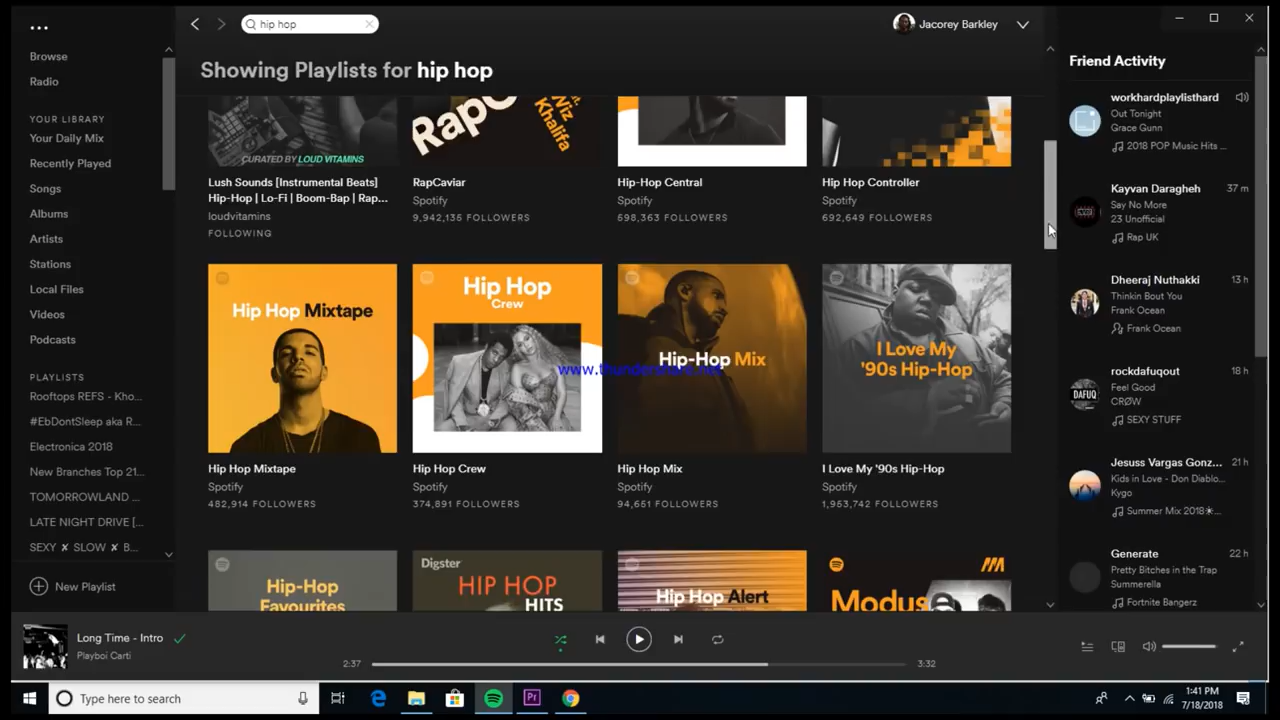 hip hop
Jacorey Barkley
Browse
Radio
YOUR LIBRARY
Your Daily Mix
Recently Played
Songs
Albums
Artists
Stations
Local Files
Videos
Podcasts
PLAYLISTS
Rooftops REFS - Kho...
#EbDontSleep aka R...
Electronica 2018
New Branches Top 21...
TOMORROWLAND ...
LATE NIGHT DRIVE [...
SEXY ✘ SLOW ✘ B...
New Playlist
Showing Playlists for hip hop
CURATED BY LOUD VITAMINS
Lush Sounds [Instrumental Beats]
Hip-Hop | Lo-Fi | Boom-Bap | Rap...
loudvitamins
FOLLOWING
RapC
Wiz
Khalifa
RapCaviar
Spotify
9,942,135 FOLLOWERS
Hip-Hop Central
Spotify
698,363 FOLLOWERS
Hip Hop Controller
Spotify
692,649 FOLLOWERS
Hip Hop Mixtape
Hip Hop Mixtape
Spotify
482,914 FOLLOWERS
Hip Hop
Crew
Hip Hop Crew
Spotify
374,891 FOLLOWERS
Hip-Hop Mix
Hip Hop Mix
Spotify
94,651 FOLLOWERS
I Love My
'90s Hip-Hop
I Love My '90s Hip-Hop
Spotify
1,953,742 FOLLOWERS
www.thundershare.net
Hip-Hop
Favourites
Digster
HIP HOP
HITS
Hip Hop Alert
Modus
Friend Activity
workhardplaylisthard
Out Tonight
Grace Gunn
2018 POP Music Hits ...
Kayvan Daragheh 37 m
Say No More
23 Unofficial
Rap UK
Dheeraj Nuthakki 13 h
Thinkin Bout You
Frank Ocean
Frank Ocean
rockdafuqout 18 h
DAFUQ
Feel Good
CRØW
SEXY STUFF
Jesuss Vargas Gonz... 21 h
Kids in Love - Don Diablo...
Kygo
Summer Mix 2018☀...
Generate 22 h
Pretty Bitches in the Trap
Summerella
Fortnite Bangerz
Long Time - Intro
Playboi Carti
2:37
3:32
Type here to search
Pr
1:41 PM
7/18/2018